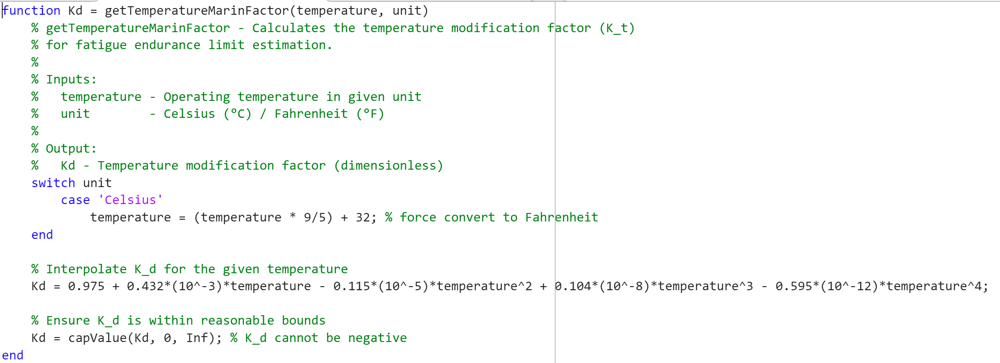 function Kd = getTemperatureMarinFactor(temperature, unit)
    % getTemperatureMarinFactor - Calculates the temperature modification factor (K_t)
    % for fatigue endurance limit estimation.
    %
    % Inputs:
    %   temperature - Operating temperature in given unit
    %   unit        - Celsius (°C) / Fahrenheit (°F)
    %
    % Output:
    %   Kd - Temperature modification factor (dimensionless)
    switch unit
        case 'Celsius'
            temperature = (temperature * 9/5) + 32; % force convert to Fahrenheit
    end

    % Interpolate K_d for the given temperature
    Kd = 0.975 + 0.432*(10^-3)*temperature - 0.115*(10^-5)*temperature^2 + 0.104*(10^-8)*temperature^3 - 0.595*(10^-12)*temperature^4;

    % Ensure K_d is within reasonable bounds
    Kd = capValue(Kd, 0, Inf); % K_d cannot be negative
end